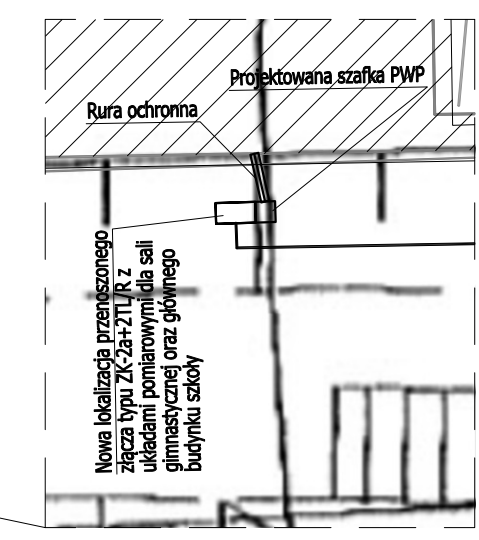 Projektowana szafka PWP
Rura ochronna
Nowa lokalizacja przenoszonego
złącza typu ZK-2a+2TL/R z
układami pomiarowymi dla sali
gimnastycznej oraz głównego
budynku szkoły